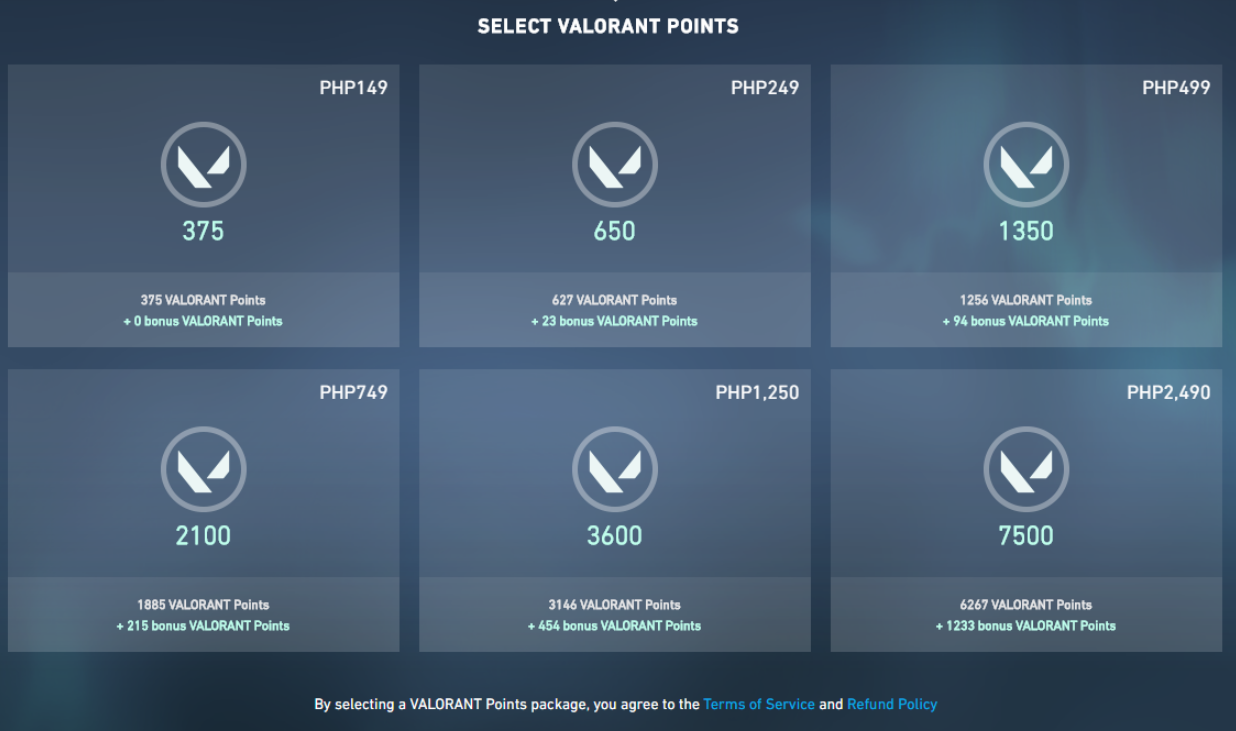 SELECT VALORANT POINTS
PHP149
375
375 VALORANT Points
+ 0 bonus VALORANT Points
PHP249
650
627 VALORANT Points
+ 23 bonus VALORANT Points
PHP499
1350
1256 VALORANT Points
+ 94 bonus VALORANT Points
PHP749
2100
1885 VALORANT Points
+ 215 bonus VALORANT Points
PHP1,250
3600
3146 VALORANT Points
+ 454 bonus VALORANT Points
PHP2,490
7500
6267 VALORANT Points
+ 1233 bonus VALORANT Points
By selecting a VALORANT Points package, you agree to the Terms of Service and Refund Policy